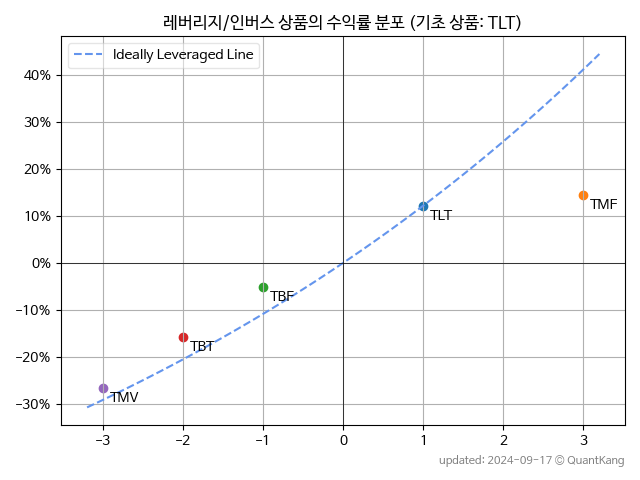 레버리지/인버스 상품의 수익률 분포 (기초 상품: TLT)
Ideally Leveraged Line
40%
30%
20%
10%
0%
−10%
−20%
−30%
TMF
TLT
TBF
TBT
TMV
−3
−2
−1
0
1
2
3
updated: 2024-09-17 © QuantKang